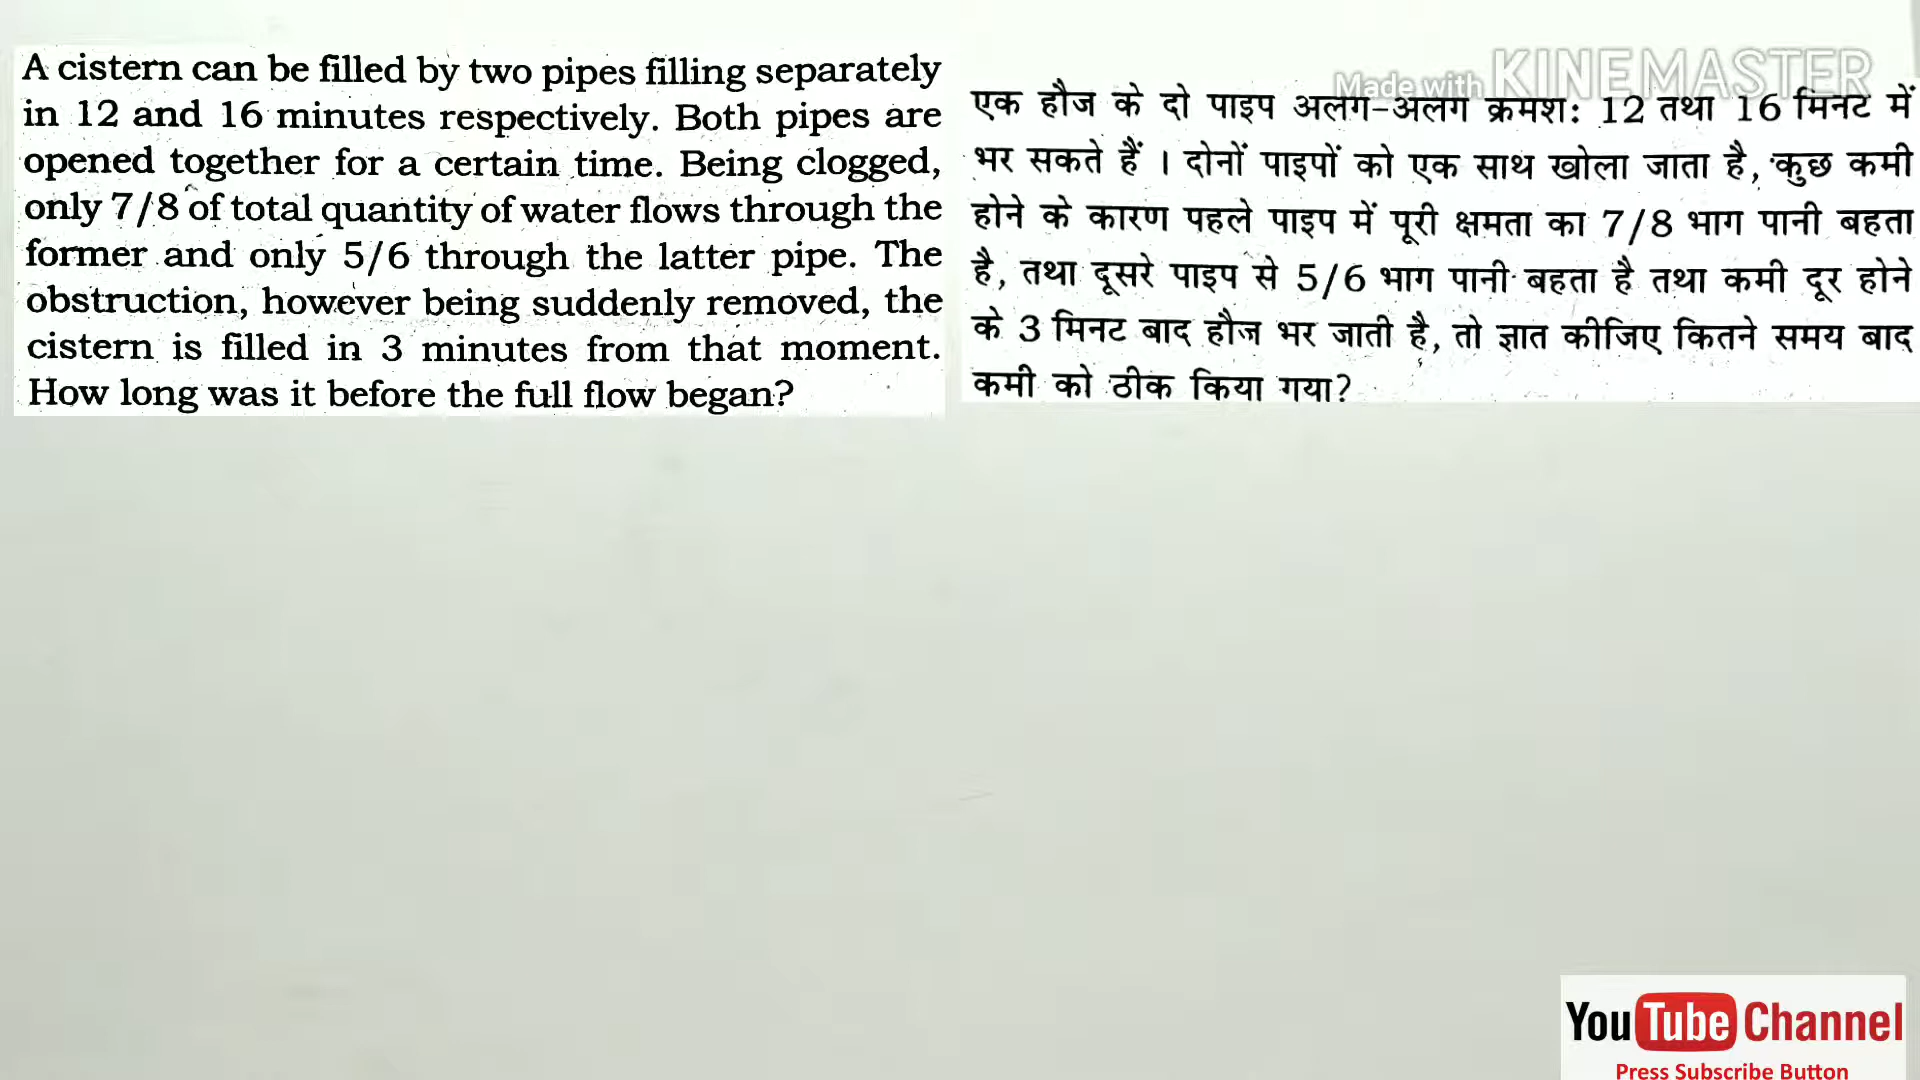 A cistern can be filled by two pipes filling separately
in 12 and 16 minutes respectively. Both pipes are
opened together for a certain time. Being clogged,
only 7/8 of total quantity of water flows through the
former and only 5/6 through the latter pipe. The
obstruction, however being suddenly removed, the
cistern is filled in 3 minutes from that moment.
How long was it before the full flow began?
Made with KINEMASTER
एक हौज के दो पाइप अलग-अलग क्रमश: 12 तथा 16 मिनट में
भर सकते हैं । दोनों पाइपों को एक साथ खोला जाता है, कुछ कमी
होने के कारण पहले पाइप में पूरी क्षमता का 7/8 भाग पानी बहता
है, तथा दूसरे पाइप से 5/6 भाग पानी बहता है तथा कमी दूर होने
के 3 मिनट बाद हौज भर जाती है, तो ज्ञात कीजिए कितने समय बाद
कमी को ठीक किया गया?
YouTube Channel
Press Subscribe Button